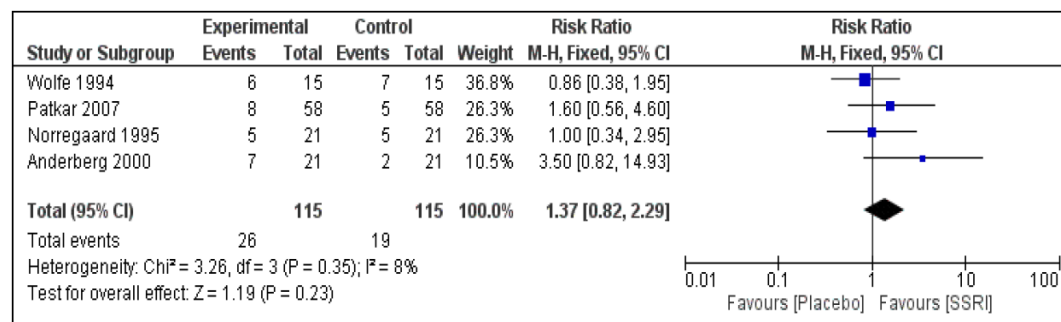 Experimental Control Risk Ratio Risk Ratio
Study or Subgroup Events Total Events Total Weight M-H, Fixed, 95% CI M-H, Fixed, 95% CI
Wolfe 1994 6 15 7 15 36.8% 0.86 [0.38, 1.95]
Patkar 2007 8 58 5 58 26.3% 1.60 [0.56, 4.60]
Norregaard 1995 5 21 5 21 26.3% 1.00 [0.34, 2.95]
Anderberg 2000 7 21 2 21 10.5% 3.50 [0.82, 14.93]
Total (95% CI) 115 115 100.0% 1.37 [0.82, 2.29]
Total events 26 19
Heterogeneity: Chi² = 3.26, df = 3 (P = 0.35); I² = 8%
Test for overall effect: Z = 1.19 (P = 0.23)
0.01 0.1 1 10 100
Favours [Placebo] Favours [SSRI]